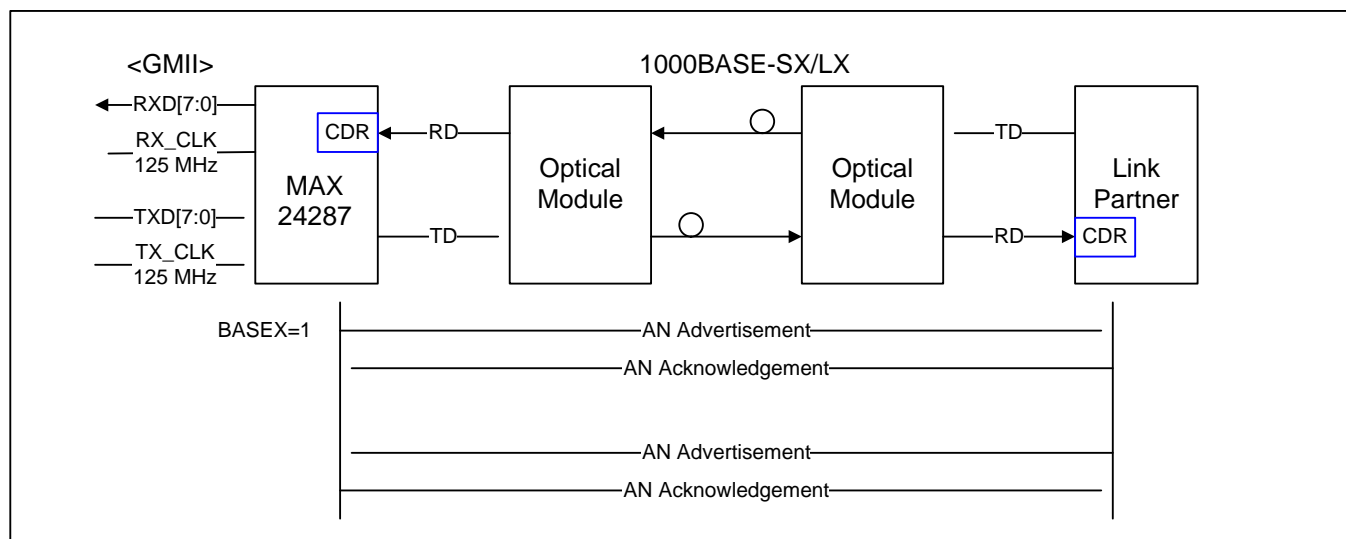 <GMII>
1000BASE-SX/LX
RXD[7:0]
RX_CLK
125 MHz
TXD[7:0]
TX_CLK
125 MHz
CDR
MAX
24287
RD
TD
Optical
Module
Optical
Module
TD
RD
Link
Partner
CDR
BASEX=1
AN Advertisement
AN Acknowledgement
AN Advertisement
AN Acknowledgement